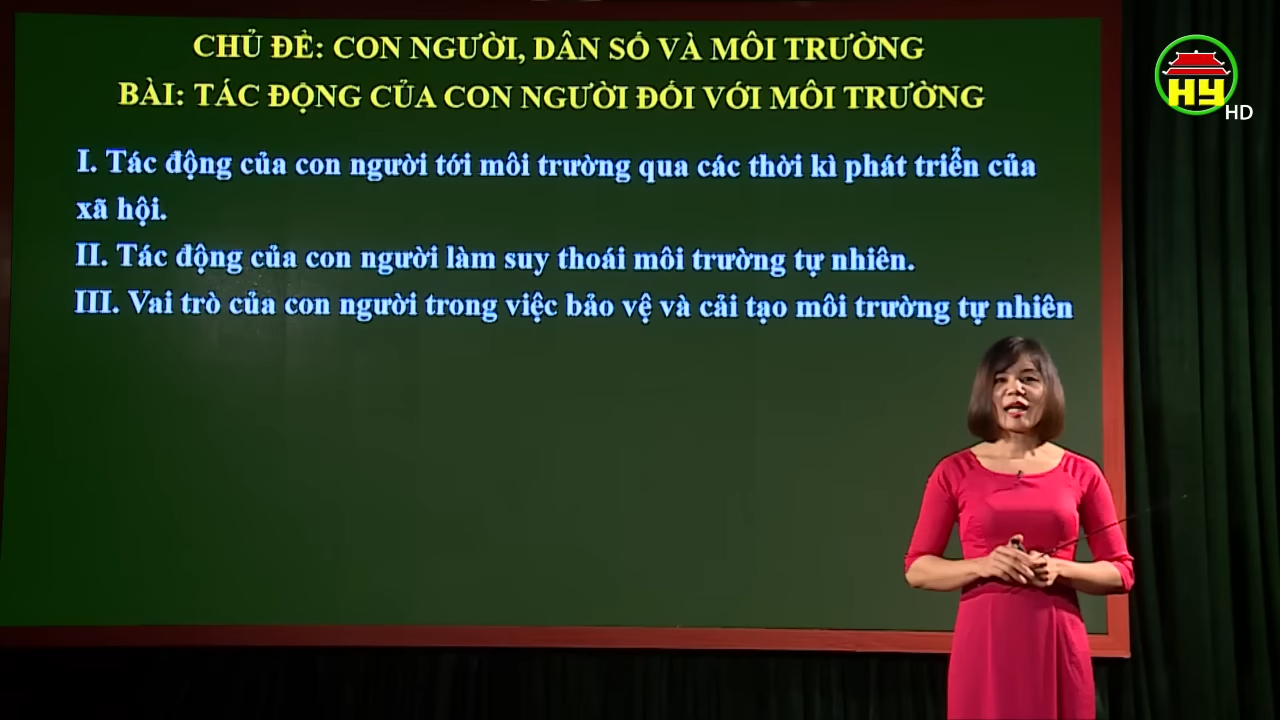 CHỦ ĐỀ: CON NGƯỜI, DÂN SỐ VÀ MÔI TRƯỜNG
BÀI: TÁC ĐỘNG CỦA CON NGƯỜI ĐỐI VỚI MÔI TRƯỜNG
I. Tác động của con người tới môi trường qua các thời kì phát triển của
xã hội.
II. Tác động của con người làm suy thoái môi trường tự nhiên.
III. Vai trò của con người trong việc bảo vệ và cải tạo môi trường tự nhiên
HY
HD